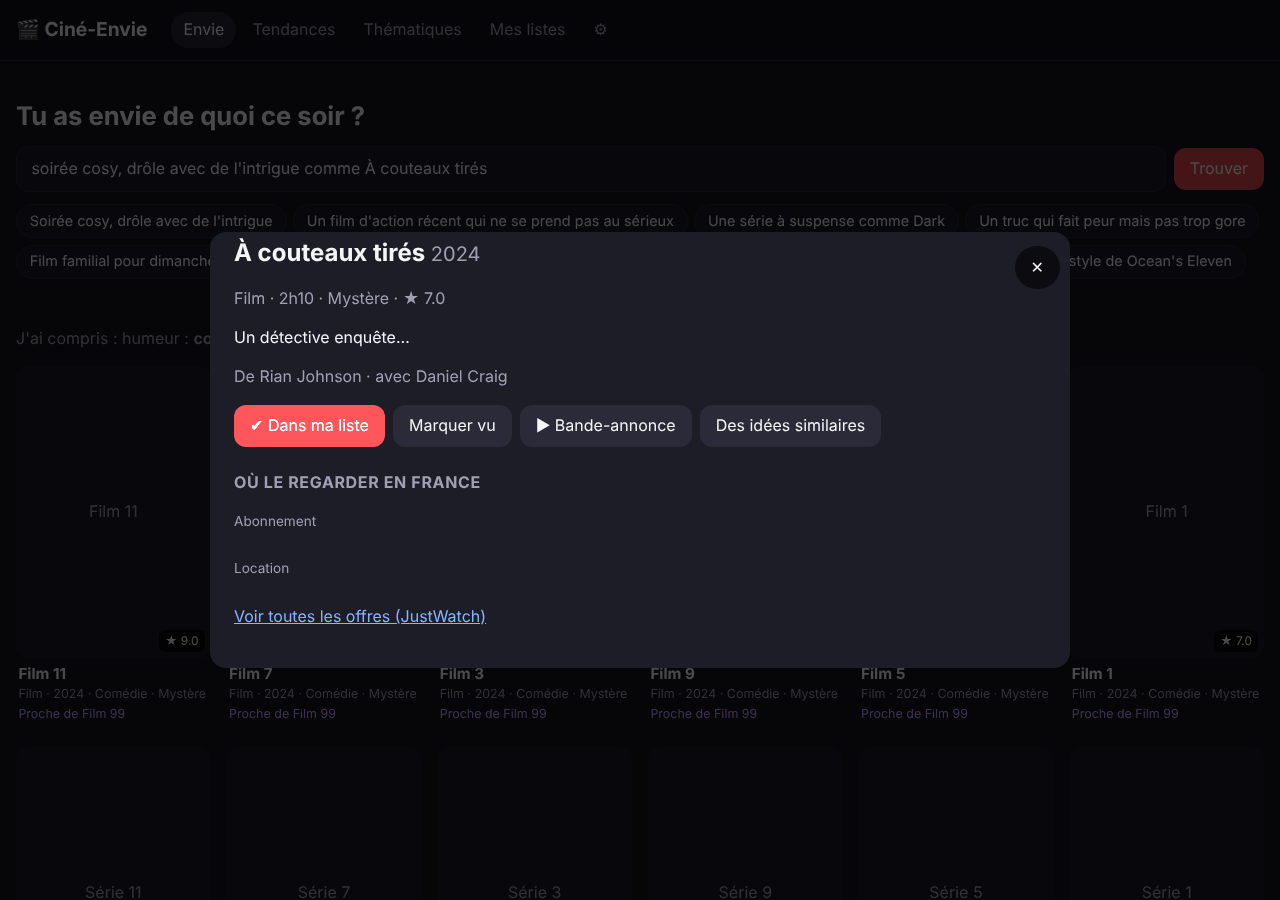 🎬 Ciné-Envie Envie Tendances Thématiques Mes listes ⚙
Tu as envie de quoi ce soir ?
soirée cosy, drôle avec de l'intrigue comme À couteaux tirés Trouver
Soirée cosy, drôle avec de l'intrigue Un film d'action récent qui ne se prend pas au sérieux Une série à suspense comme Dark Un truc qui fait peur mais pas trop gore
Film familial pour dimanche style de Ocean's Eleven
J'ai compris : humeur :
À couteaux tirés 2024 ✕
Film · 2h10 · Mystère · ★ 7.0
Un détective enquête…
De Rian Johnson · avec Daniel Craig
✔ Dans ma liste Marquer vu ▶ Bande-annonce Des idées similaires
OÙ LE REGARDER EN FRANCE
Abonnement
Location
Voir toutes les offres (JustWatch)
Film 11 Film 1
★ 9.0 ★ 7.0
Film 11 Film 7 Film 3 Film 9 Film 5 Film 1
Film · 2024 · Comédie · Mystère Film · 2024 · Comédie · Mystère Film · 2024 · Comédie · Mystère Film · 2024 · Comédie · Mystère Film · 2024 · Comédie · Mystère Film · 2024 · Comédie · Mystère
Proche de Film 99 Proche de Film 99 Proche de Film 99 Proche de Film 99 Proche de Film 99 Proche de Film 99
Série 11 Série 7 Série 3 Série 9 Série 5 Série 1